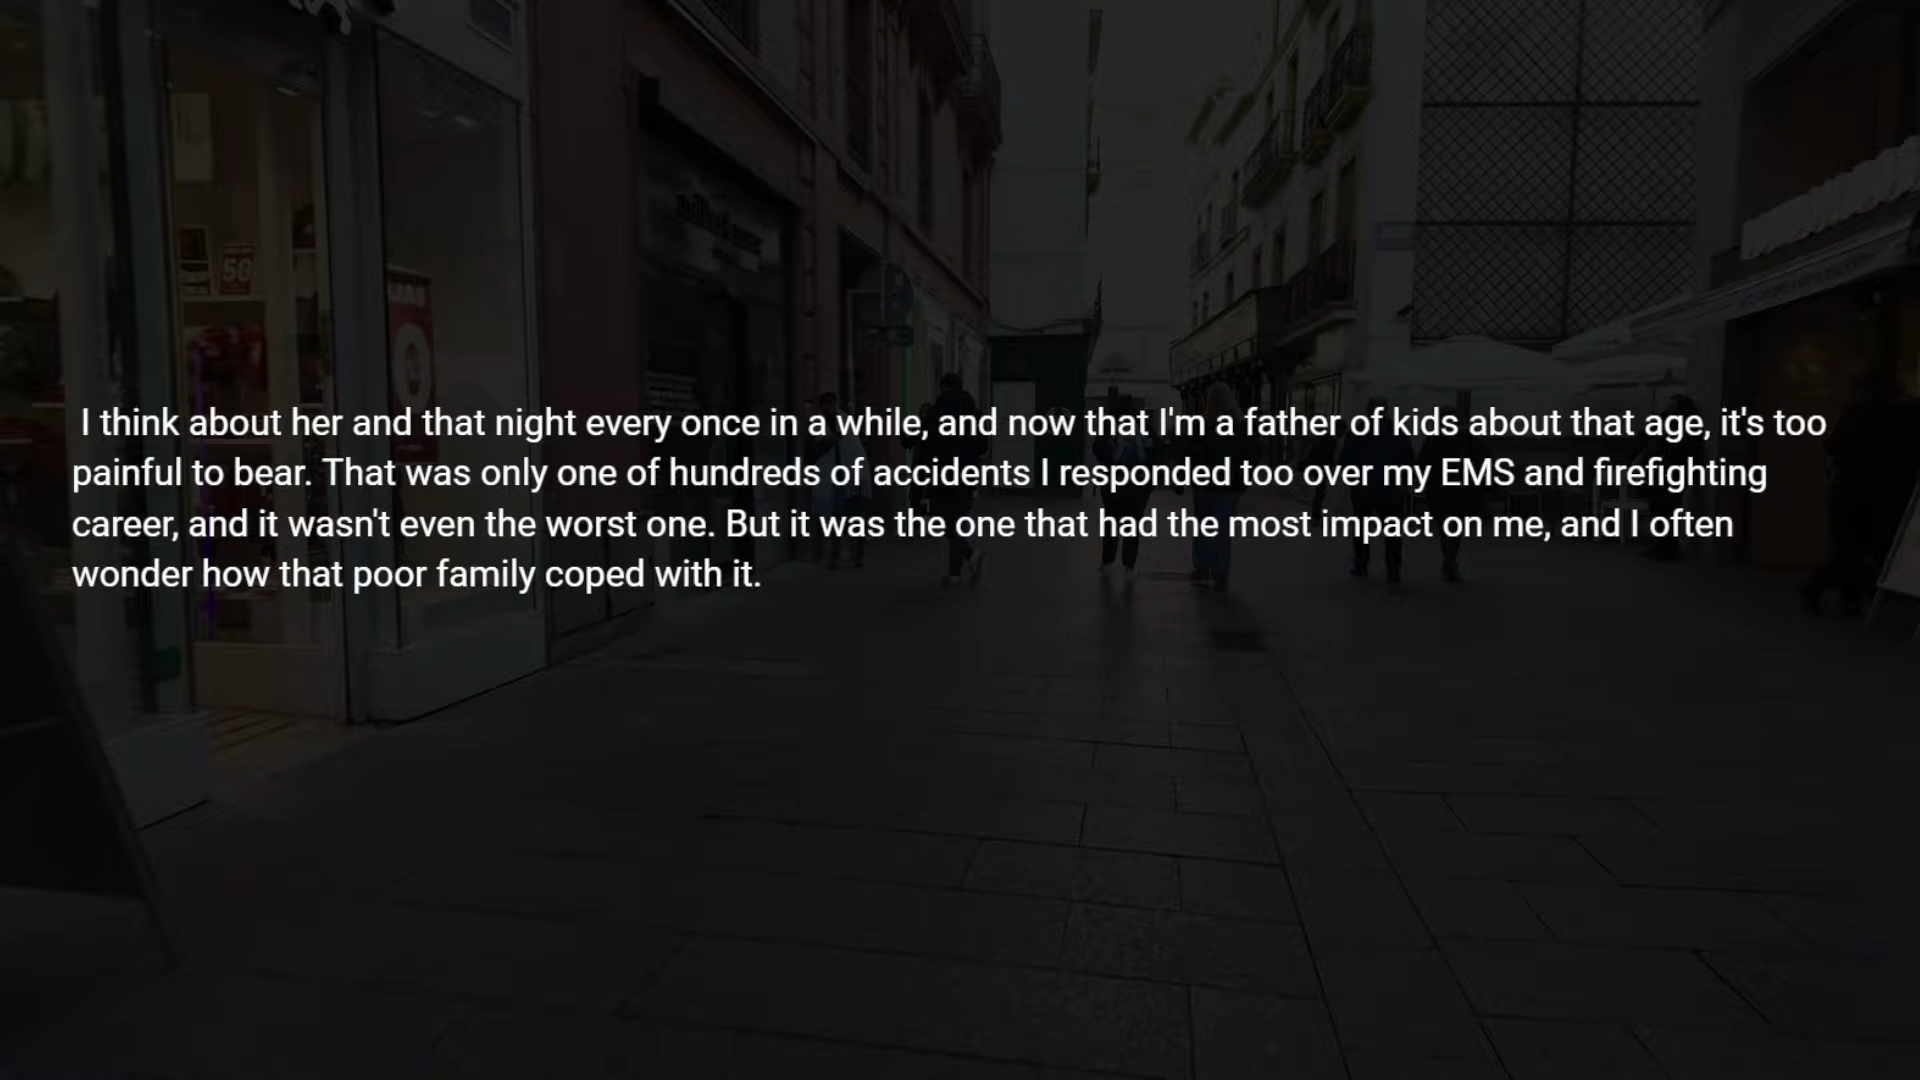 50
I think about her and that night every once in a while, and now that I'm a father of kids about that age, it's too
painful to bear. That was only one of hundreds of accidents I responded too over my EMS and firefighting
career, and it wasn't even the worst one. But it was the one that had the most impact on me, and I often
wonder how that poor family coped with it.